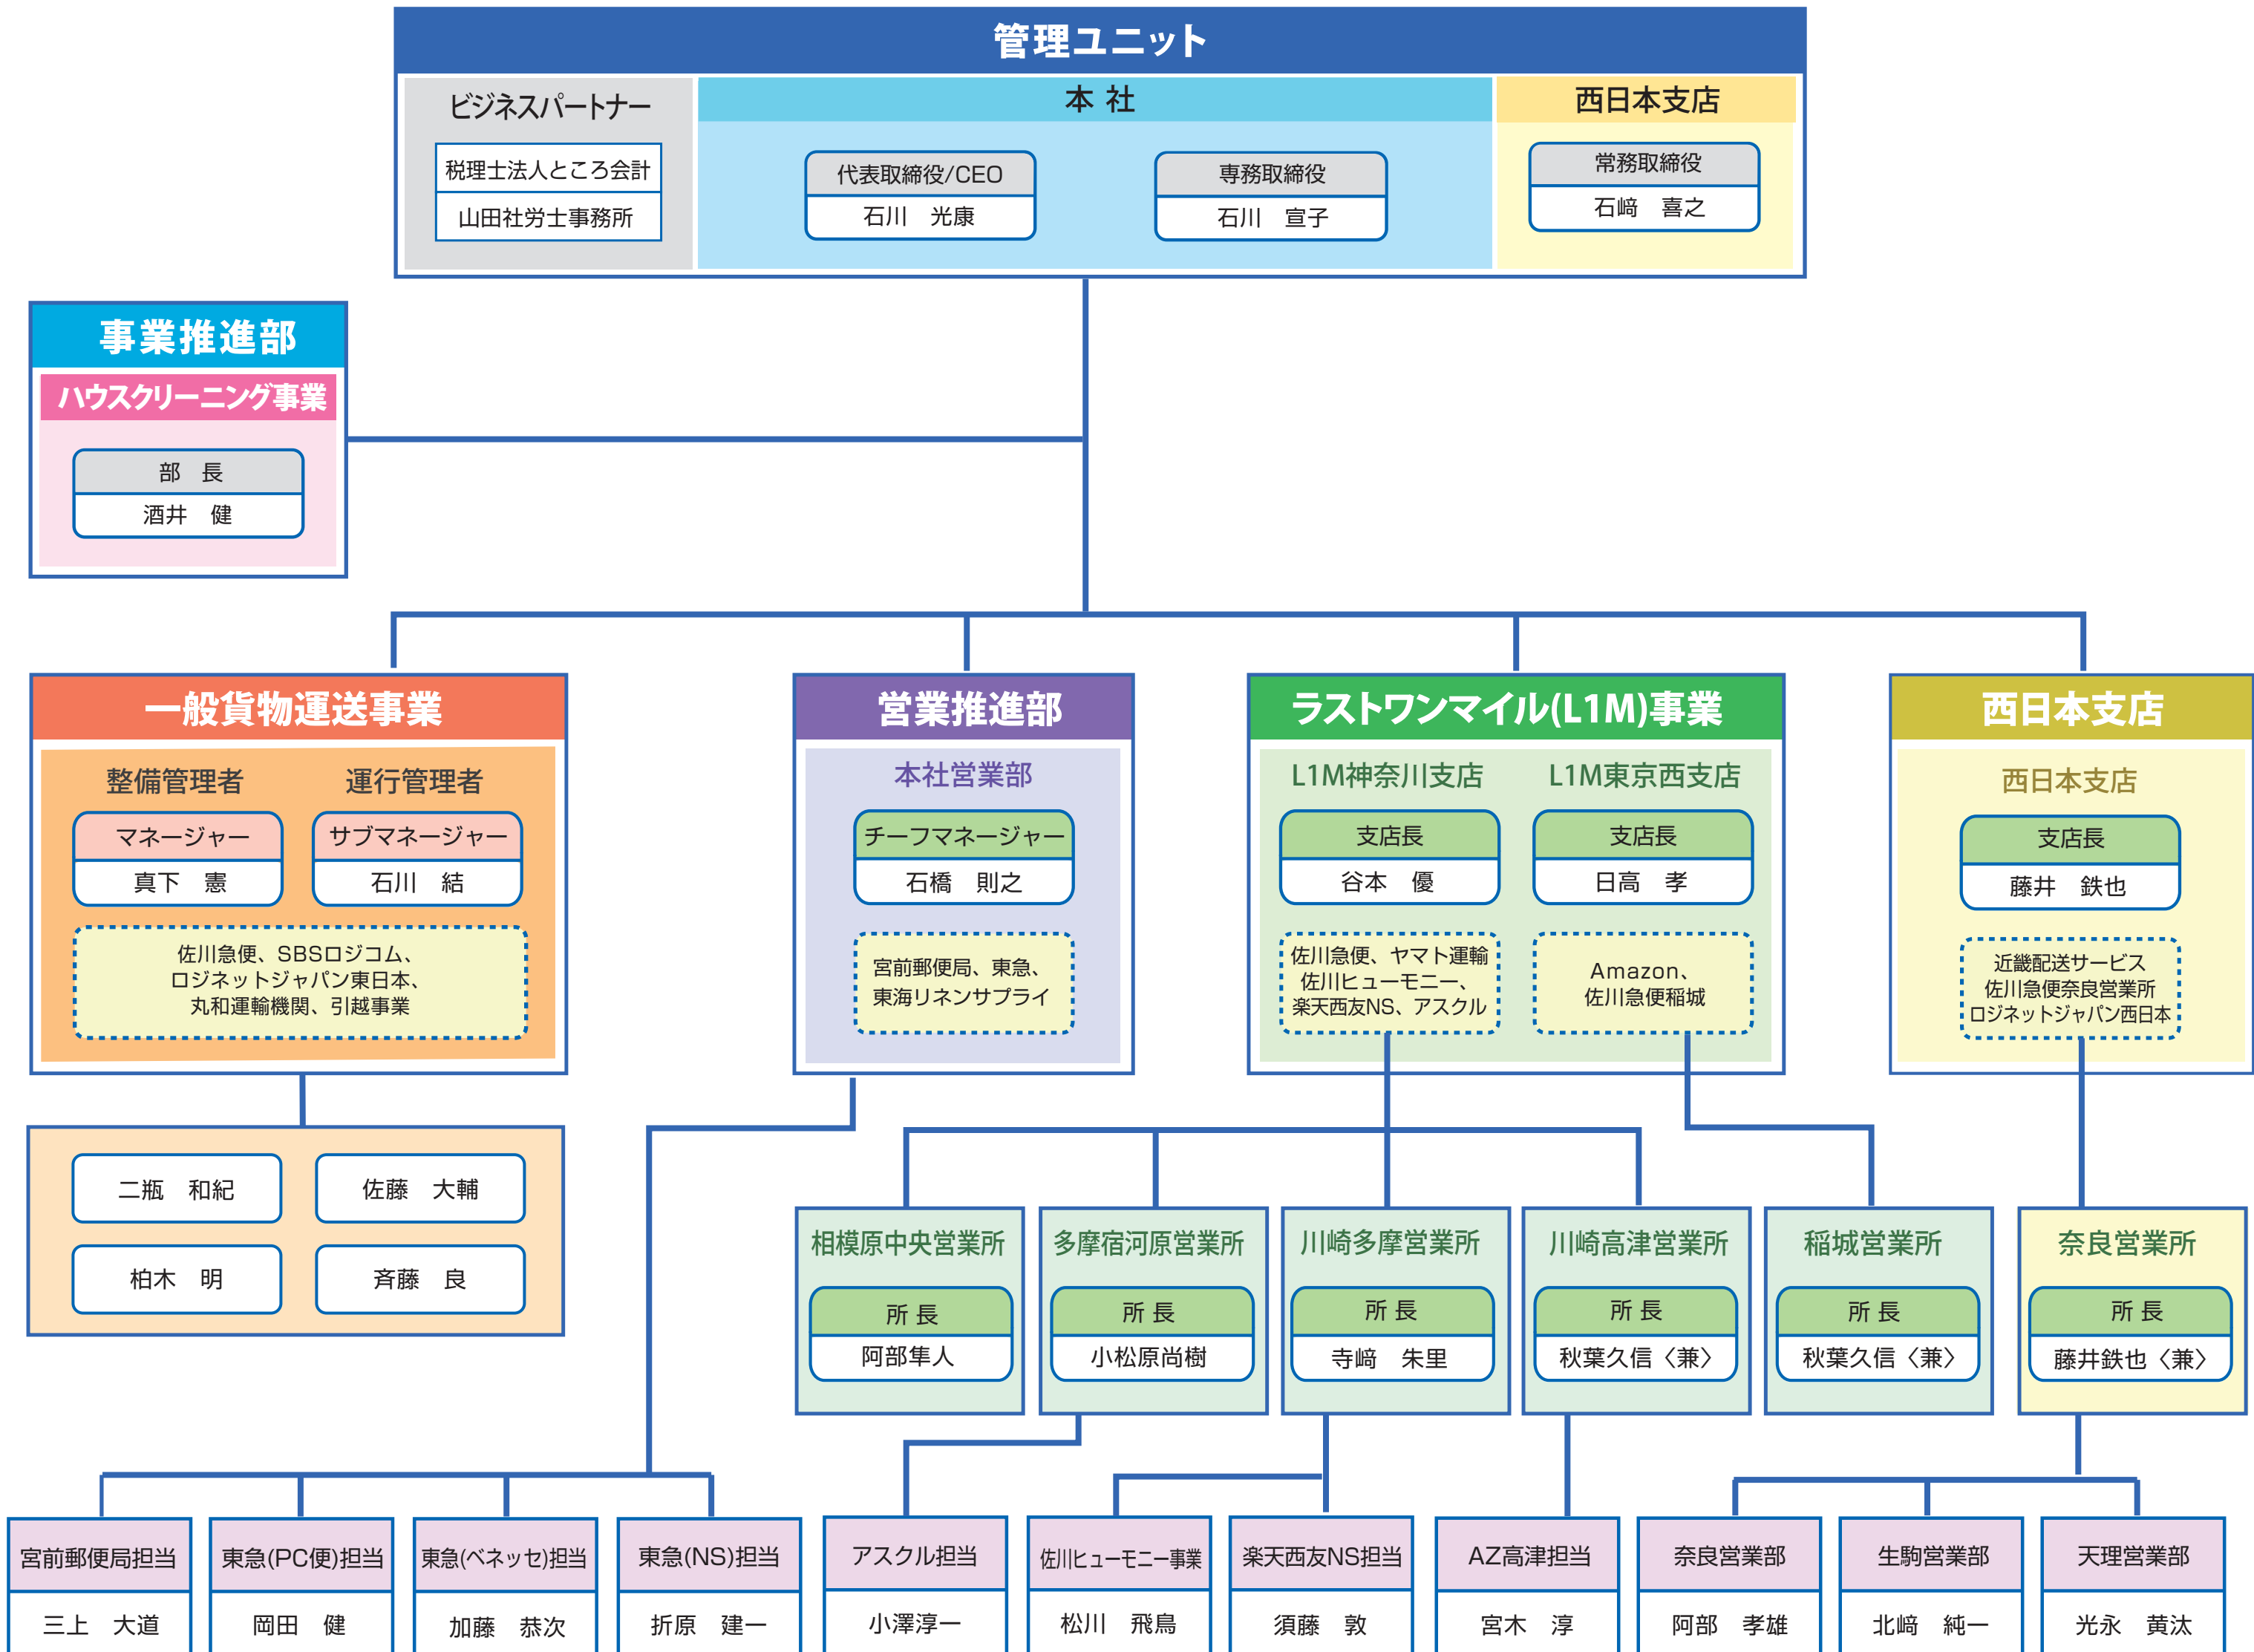 管理ユニット
ビジネスパートナー
税理士法人ところ会計
山田社労士事務所
本 社
代表取締役/CEO
石川　光康
専務取締役
石川　宣子
西日本支店
常務取締役
石﨑　喜之
事業推進部
ハウスクリーニング事業
部　長
酒井　健
一般貨物運送事業
整備管理者
マネージャー
真下　憲
運行管理者
サブマネージャー
石川　結
佐川急便、SBSロジコム、
ロジネットジャパン東日本、
丸和運輸機関、引越事業
二瓶　和紀
佐藤　大輔
柏木　明
斉藤　良
営業推進部
本社営業部
チーフマネージャー
石橋　則之
宮前郵便局、東急、
東海リネンサプライ
ラストワンマイル(L1M)事業
L1M神奈川支店
支店長
谷本　優
佐川急便、ヤマト運輸
佐川ヒューモニー、
楽天西友NS、アスクル
L1M東京西支店
支店長
日高　孝
Amazon、
佐川急便稲城
西日本支店
西日本支店
支店長
藤井　鉄也
近畿配送サービス
佐川急便奈良営業所
ロジネットジャパン西日本
相模原中央営業所
所 長
阿部隼人
多摩宿河原営業所
所 長
小松原尚樹
川崎多摩営業所
所 長
寺﨑　朱里
川崎高津営業所
所 長
秋葉久信〈兼〉
稲城営業所
所 長
秋葉久信〈兼〉
奈良営業所
所 長
藤井鉄也〈兼〉
宮前郵便局担当
三上　大道
東急(PC便)担当
岡田　健
東急(ベネッセ)担当
加藤　恭次
東急(NS)担当
折原　建一
アスクル担当
小澤淳一
佐川ヒューモニー事業
松川　飛鳥
楽天西友NS担当
須藤　敦
AZ高津担当
宮木　淳
奈良営業部
阿部　孝雄
生駒営業部
北﨑　純一
天理営業部
光永　黄汰